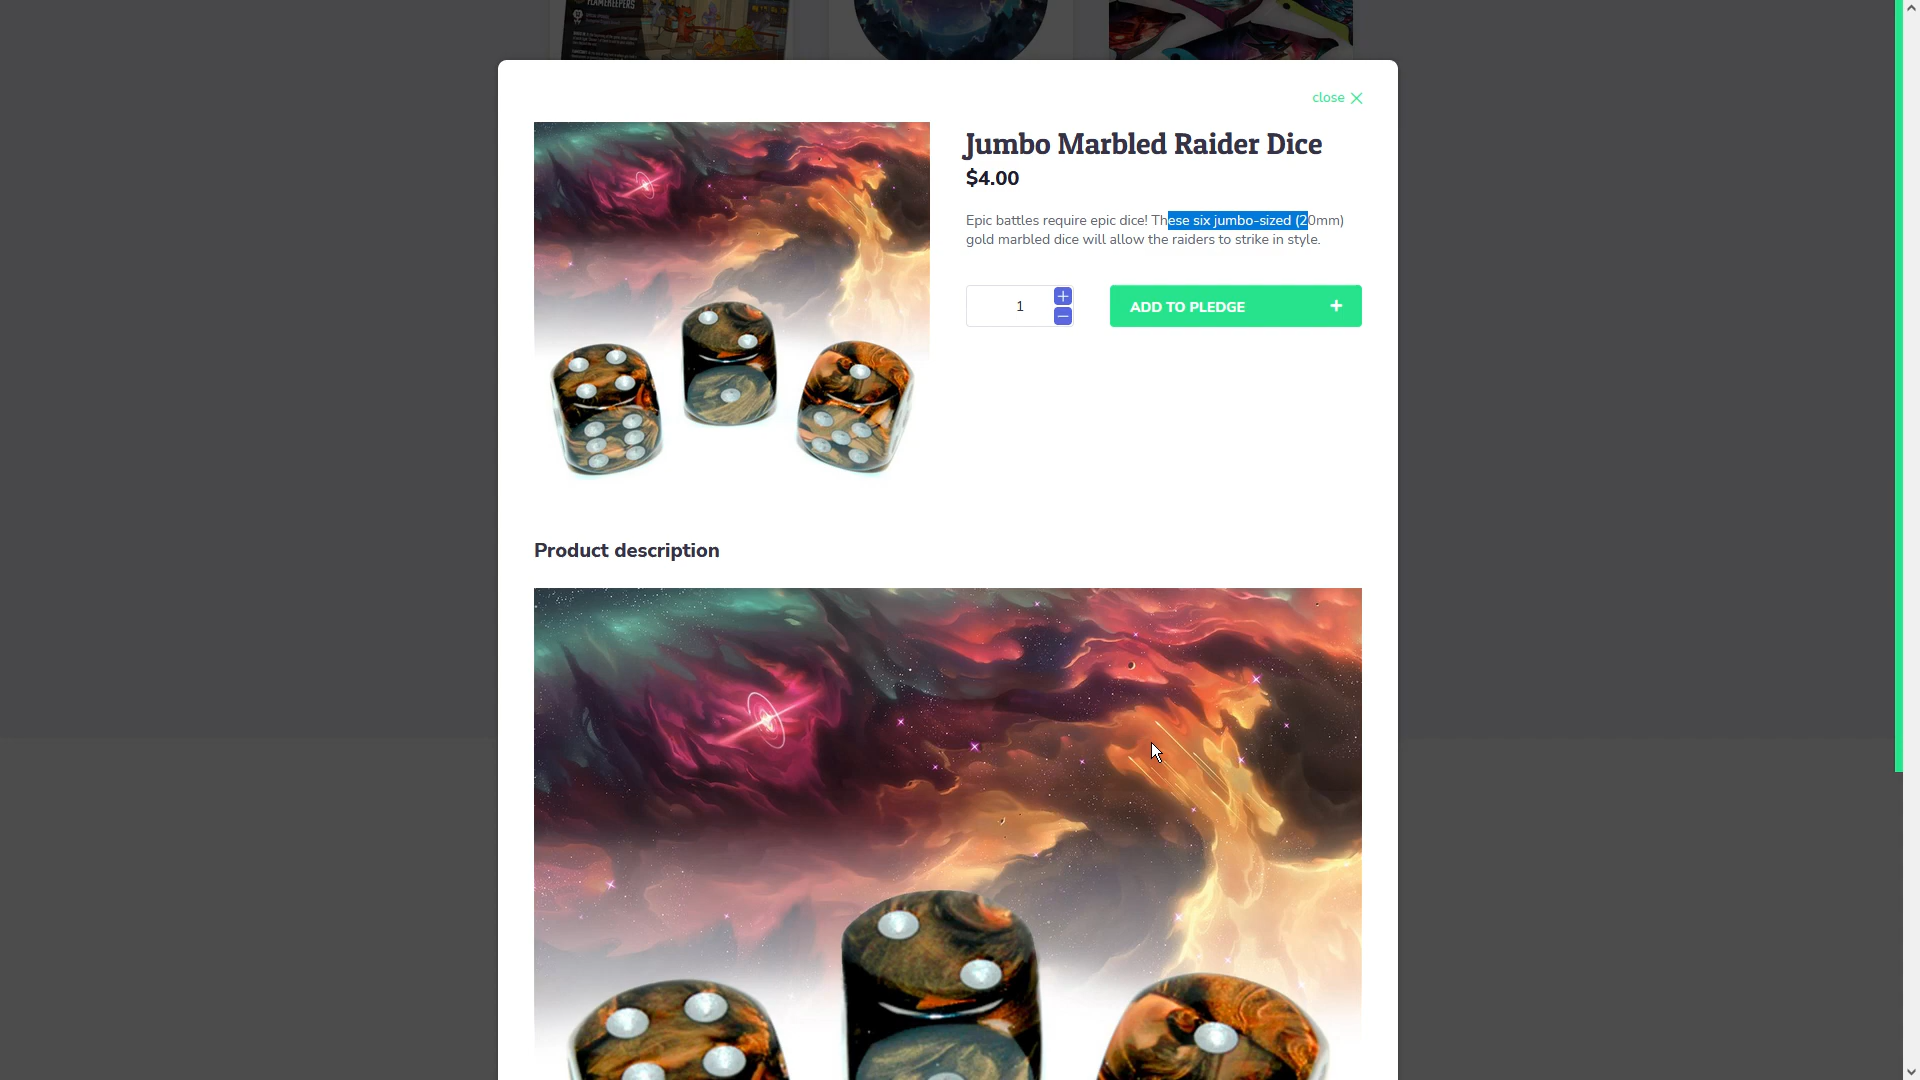 FLAMEKEEPERS
close
Jumbo Marbled Raider Dice
$4.00
Epic battles require epic dice! These six jumbo-sized (20mm)
gold marbled dice will allow the raiders to strike in style.
1
ADD TO PLEDGE +
Product description